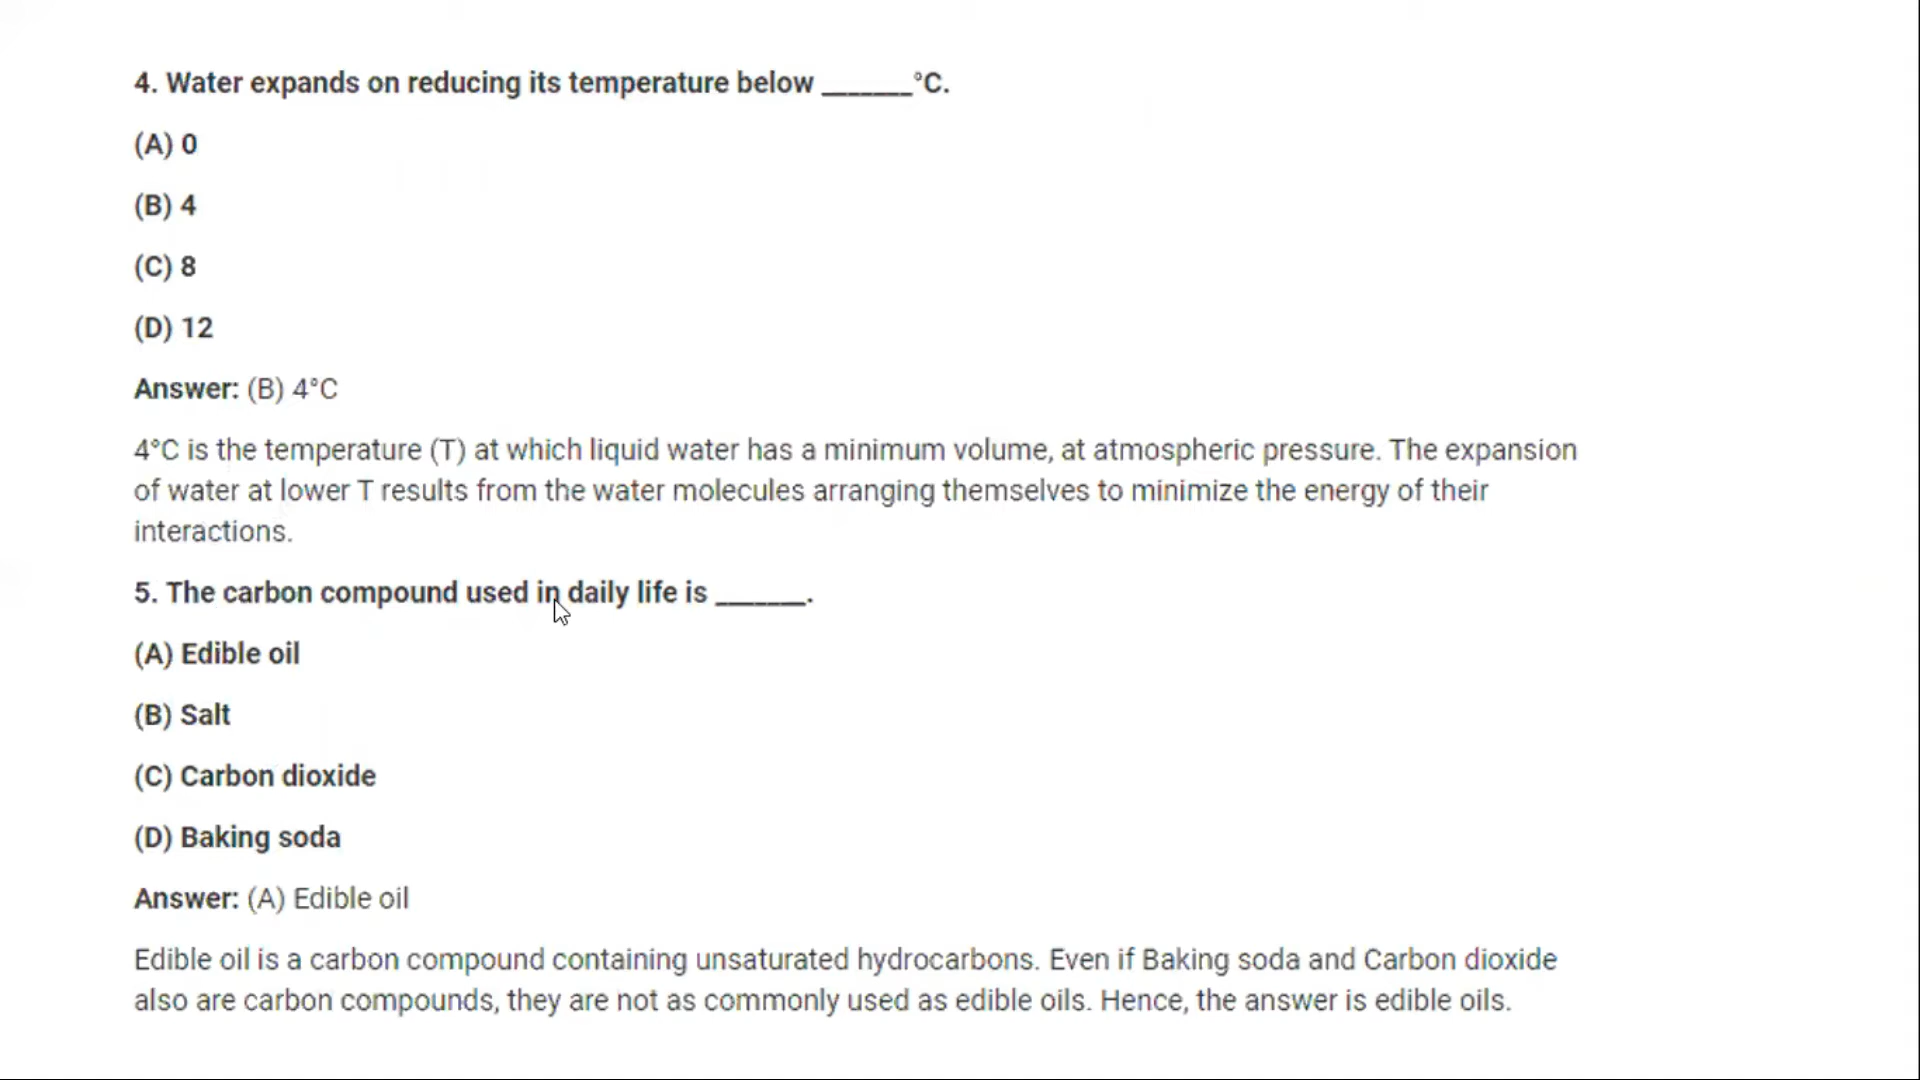 4. Water expands on reducing its temperature below _______°C.
(A) 0
(B) 4
(C) 8
(D) 12
Answer: (B) 4°C
4°C is the temperature (T) at which liquid water has a minimum volume, at atmospheric pressure. The expansion
of water at lower T results from the water molecules arranging themselves to minimize the energy of their
interactions.
5. The carbon compound used in daily life is _______.
(A) Edible oil
(B) Salt
(C) Carbon dioxide
(D) Baking soda
Answer: (A) Edible oil
Edible oil is a carbon compound containing unsaturated hydrocarbons. Even if Baking soda and Carbon dioxide
also are carbon compounds, they are not as commonly used as edible oils. Hence, the answer is edible oils.